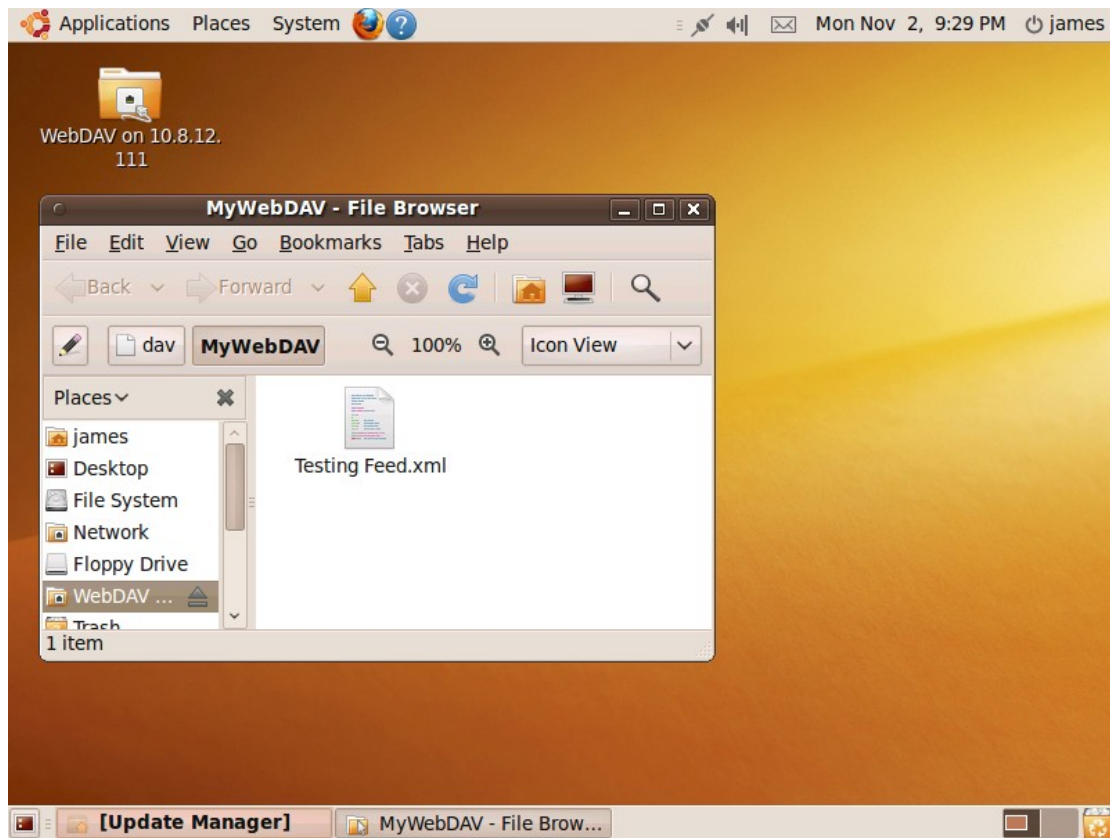 Applications Places System Mon Nov 2, 9:29 PM james
WebDAV on 10.8.12.
111
MyWebDAV - File Browser
File Edit View Go Bookmarks Tabs Help
Back Forward
dav MyWebDAV 100% Icon View
Places
james
Desktop
File System
Network
Floppy Drive
WebDAV ...
Trash
Testing Feed.xml
1 item
[Update Manager] MyWebDAV - File Brow...